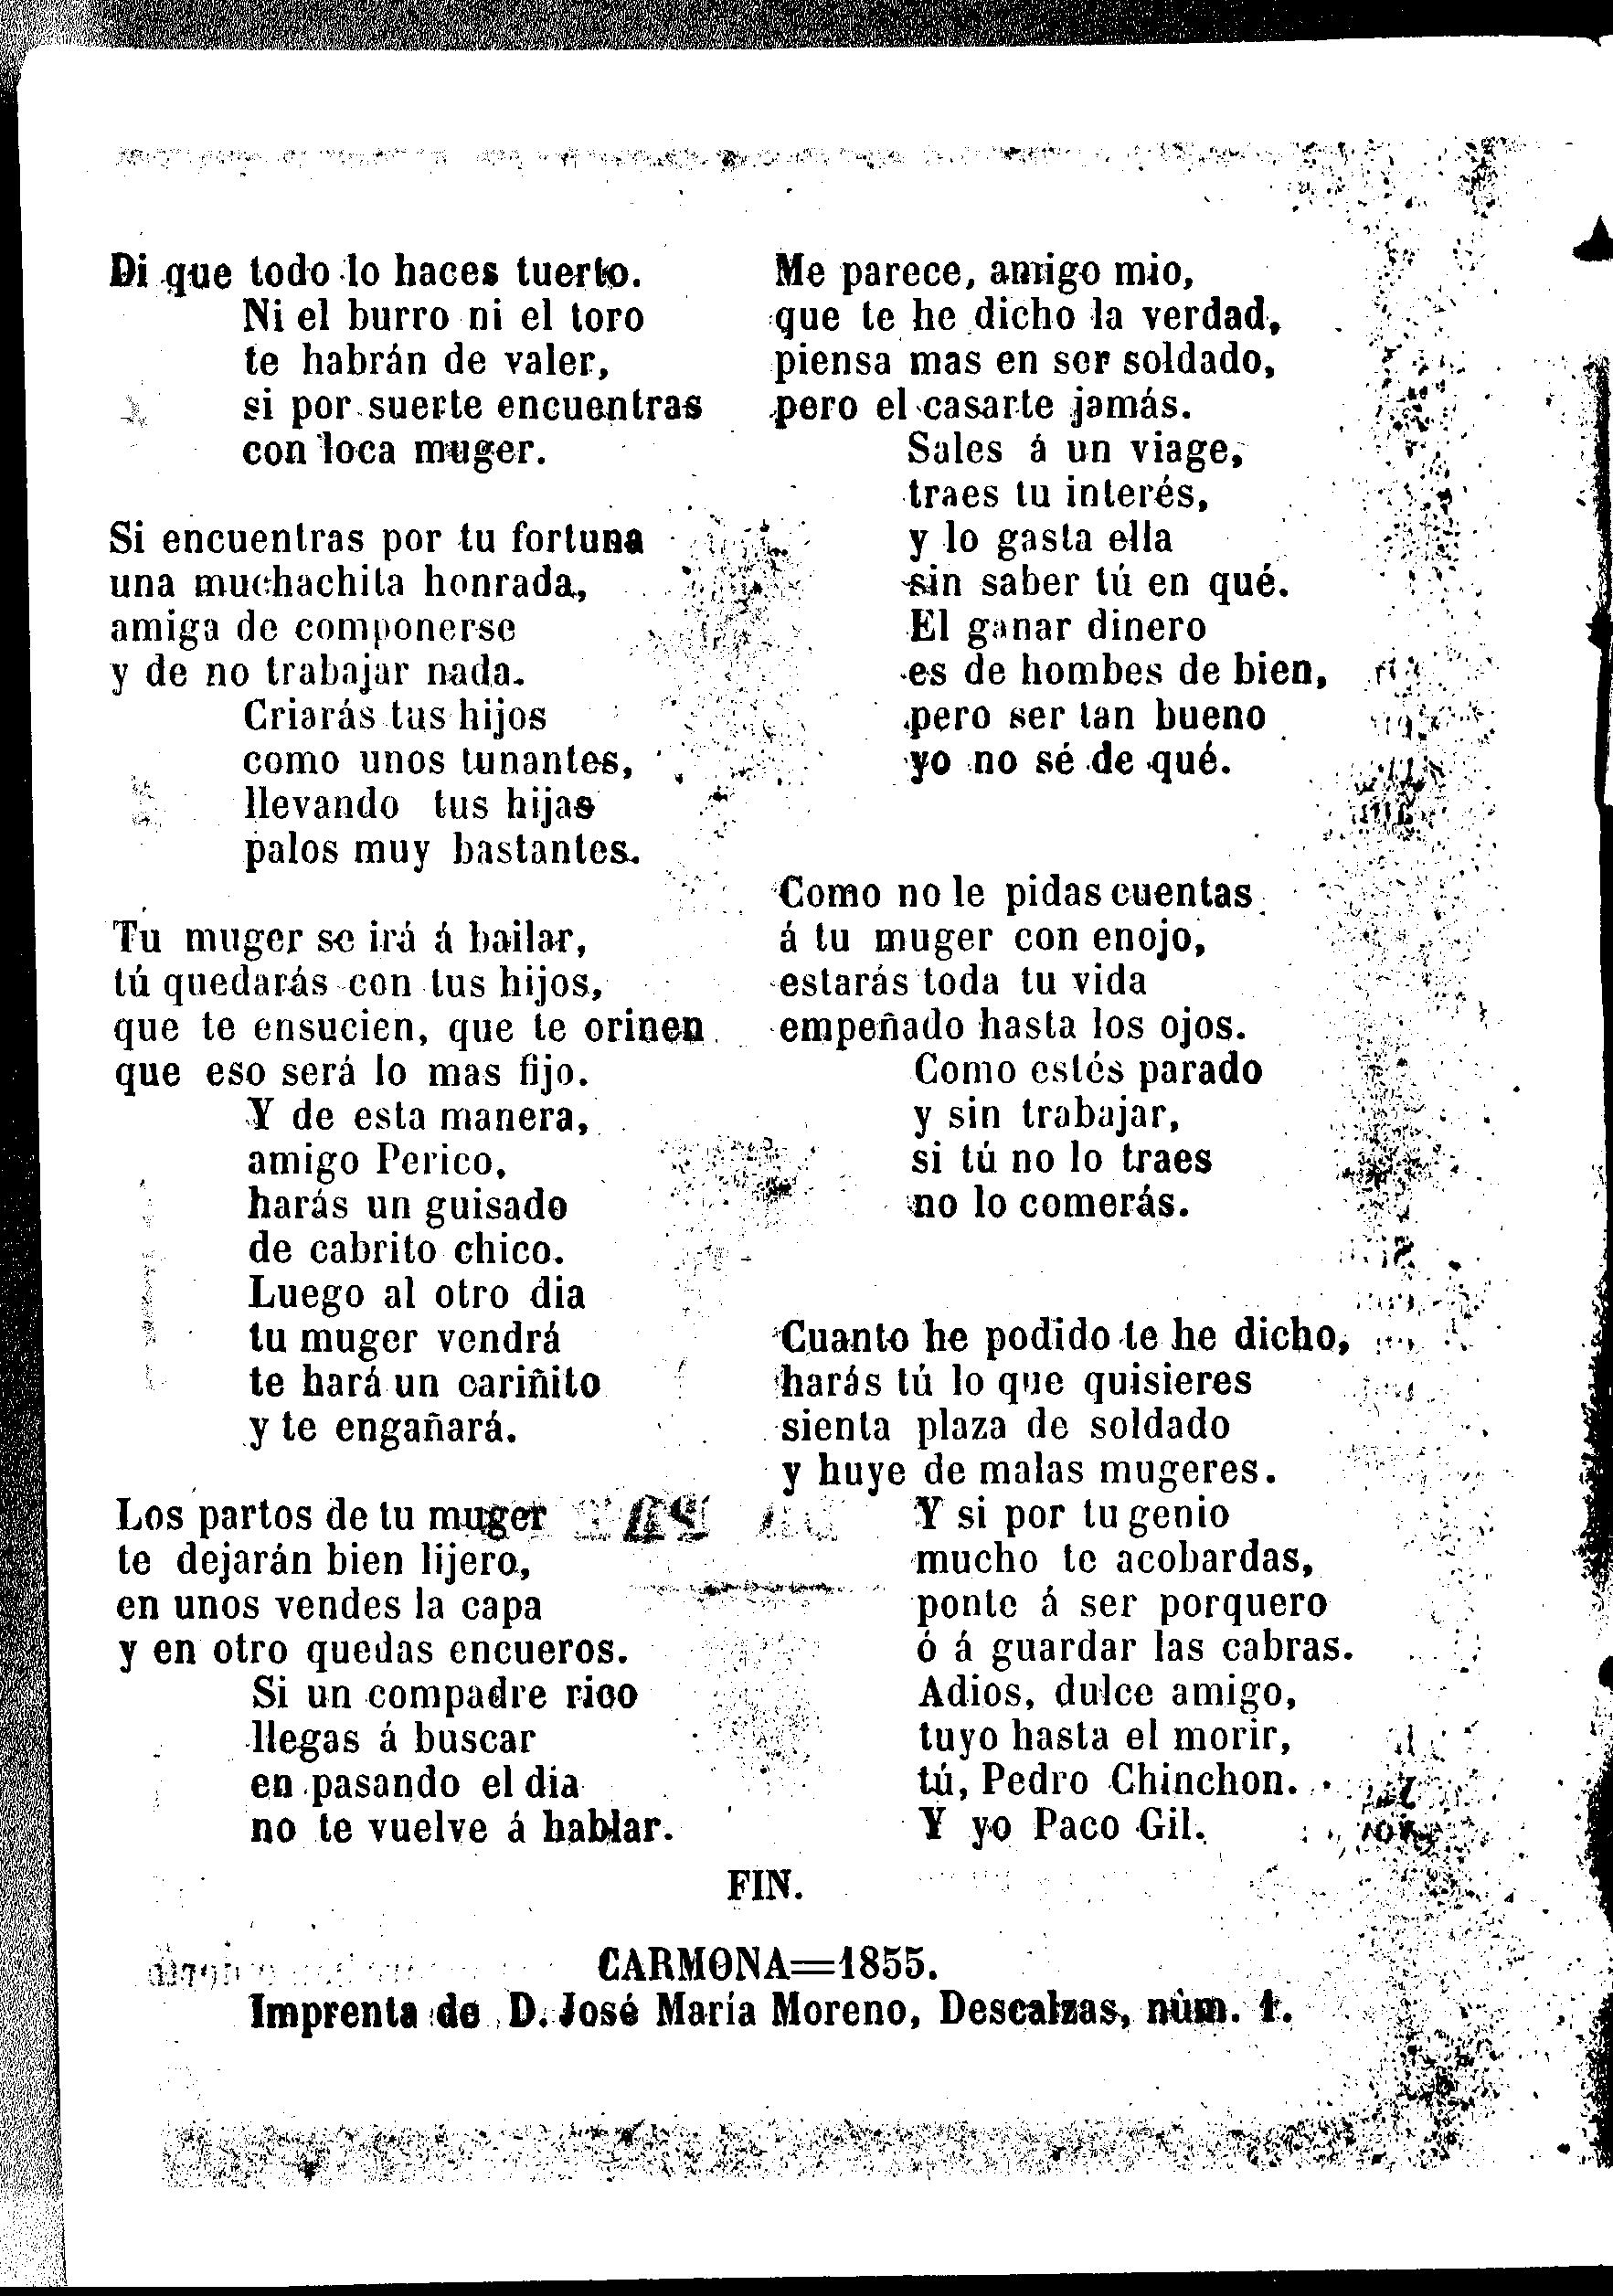 Di que todo lo haces tuerto.
Ni el burro ni el toro
te habrán de valer,
si por suerte encuentras
con loca muger.
Si encuentras por tu fortuna
una muchachita honrada,
amiga de componerse
y de no trabajar nada.
Criarás tus hijos
como unos tunantes,
llevando tus hijas
palos muy bastantes.
Tu muger se irá á bailar,
tú quedarás con tus hijos,
que te ensucien, que te orinen
que eso será lo mas fijo.
Y de esta manera,
amigo Perico,
harás un guisado
de cabrito chico.
Luego al otro dia
tu muger vendrá
te hará un cariñito
y te engañará.
Los partos de tu muger
te dejarán bien lijero,
en unos vendes la capa
y en otro quedas encueros.
Si un compadre rico
llegas á buscar
en pasando el dia
no te vuelve á hablar.
Me parece, amigo mio,
que te he dicho la verdad,
piensa mas en ser soldado,
pero el casarte jamás.
Sales á un viage,
traes tu interés,
y lo gasta ella
sin saber tú en qué.
El ganar dinero
es de hombes de bien,
pero ser tan bueno
yo no sé de qué.
Como no le pidas cuentas
á tu muger con enojo,
estarás toda tu vida
empeñado hasta los ojos.
Como estés parado
y sin trabajar,
si tú no lo traes
no lo comerás.
Cuanto he podido te he dicho,
harás tú lo que quisieres
sienta plaza de soldado
y huye de malas mugeres.
Y si por tu genio
mucho te acobardas,
ponte á ser porquero
ó á guardar las cabras.
Adios, dulce amigo,
tuyo hasta el morir,
tú, Pedro Chinchon.
Y yo Paco Gil.
FIN.
CARMONA=1855.
Imprenta de D. José María Moreno, Descalzas, núm. 1.